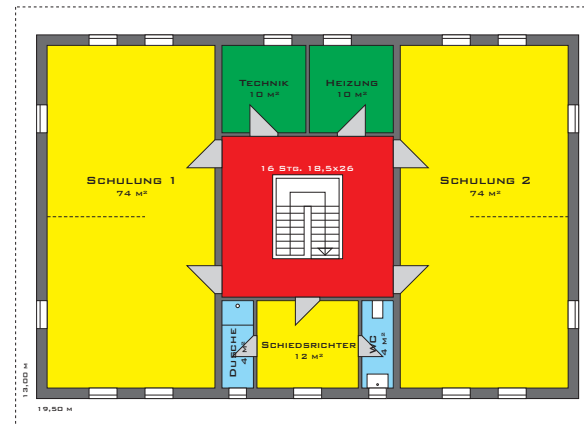 TECHNIK
10 M²
HEIZUNG
10 M²
16 STG. 18,5X26
SCHULUNG 1
74 M²
SCHULUNG 2
74 M²
DUSCHE
4 M²
SCHIEDSRICHTER
12 M²
WC
4 M²
13,00 M
19,50 M